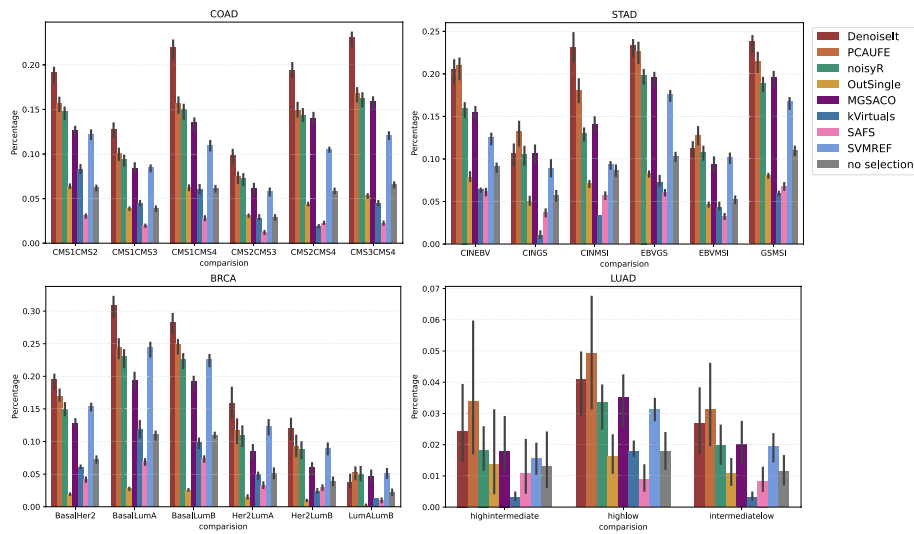 COAD
Percentage
0.20
0.15
0.10
0.05
0.00
CMS1CMS2 CMS1CMS3 CMS1CMS4 CMS2CMS3 CMS2CMS4 CMS3CMS4
comparision
STAD
Percentage
0.25
0.20
0.15
0.10
0.05
0.00
CINEBV CINGS CINMSI EBVGS EBVMSI GSMSI
comparision
DenoiseIt
PCAUFE
noisyR
OutSingle
MGSACO
kVirtuals
SAFS
SVMREF
no selection
BRCA
Percentage
0.30
0.25
0.20
0.15
0.10
0.05
0.00
BasalHer2 BasalLumA BasalLumB Her2LumA Her2LumB LumALumB
comparision
LUAD
Percentage
0.07
0.06
0.05
0.04
0.03
0.02
0.01
0.00
highintermediate highlow intermediatelow
comparision